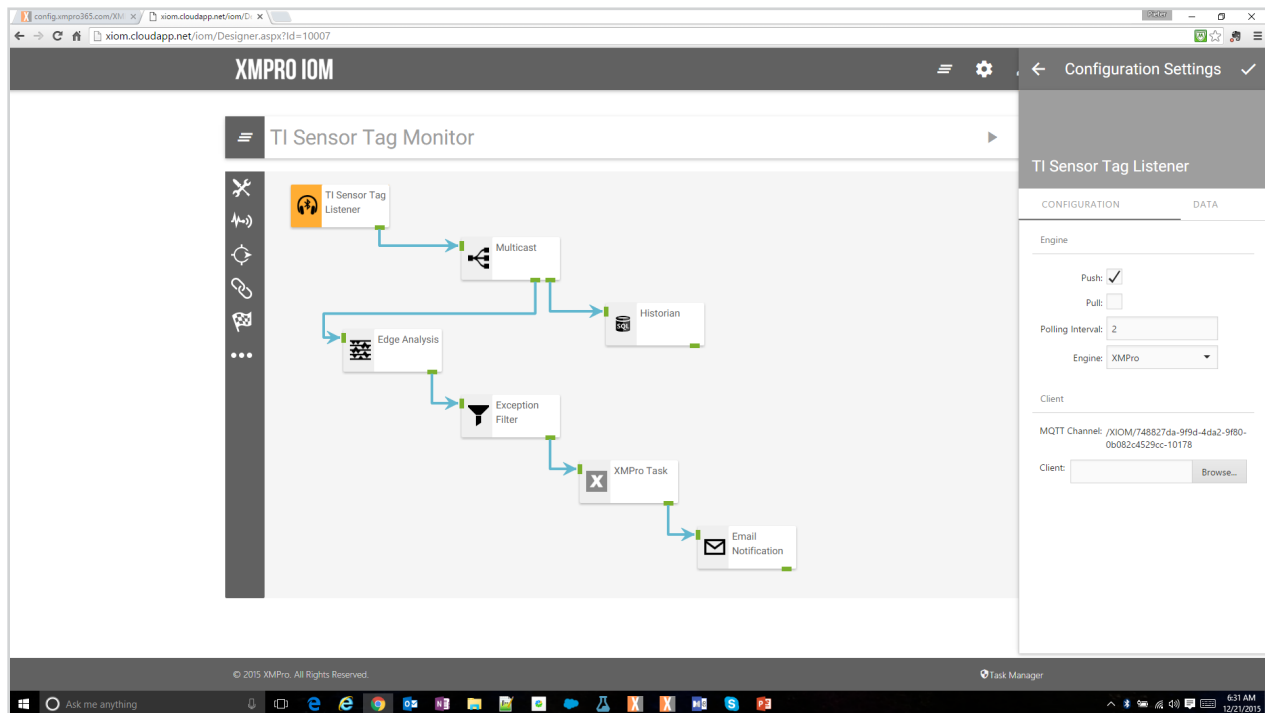 config.xmpro365.com/XM
xiom.cloudapp.net/iom/D
Pieter
xiom.cloudapp.net/iom/Designer.aspx?Id=10007
XMPRO IOM
Configuration Settings
TI Sensor Tag Monitor
TI Sensor Tag Listener
CONFIGURATION
DATA
TI Sensor Tag
Listener
Multicast
Historian
SQL
Edge Analysis
Exception
Filter
XMPro Task
X
Email
Notification
Engine
Push:
Pull:
Polling Interval: 2
Engine: XMPro
Client
MQTT Channel: /XIOM/748827da-9f9d-4da2-9f80-
0b082c4529cc-10178
Client: Browse...
© 2015 XMPro. All Rights Reserved.
Task Manager
Ask me anything
6:31 AM
12/21/2015